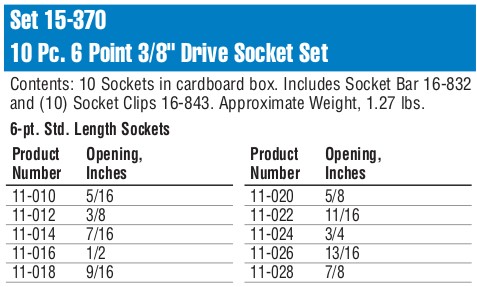 Set 15-370
10 Pc. 6 Point 3/8" Drive Socket Set
Contents: 10 Sockets in cardboard box. Includes Socket Bar 16-832
and (10) Socket Clips 16-843. Approximate Weight, 1.27 lbs.
6-pt. Std. Length Sockets
Product Number Opening, Inches
11-010 5/16
11-012 3/8
11-014 7/16
11-016 1/2
11-018 9/16
Product Number Opening, Inches
11-020 5/8
11-022 11/16
11-024 3/4
11-026 13/16
11-028 7/8